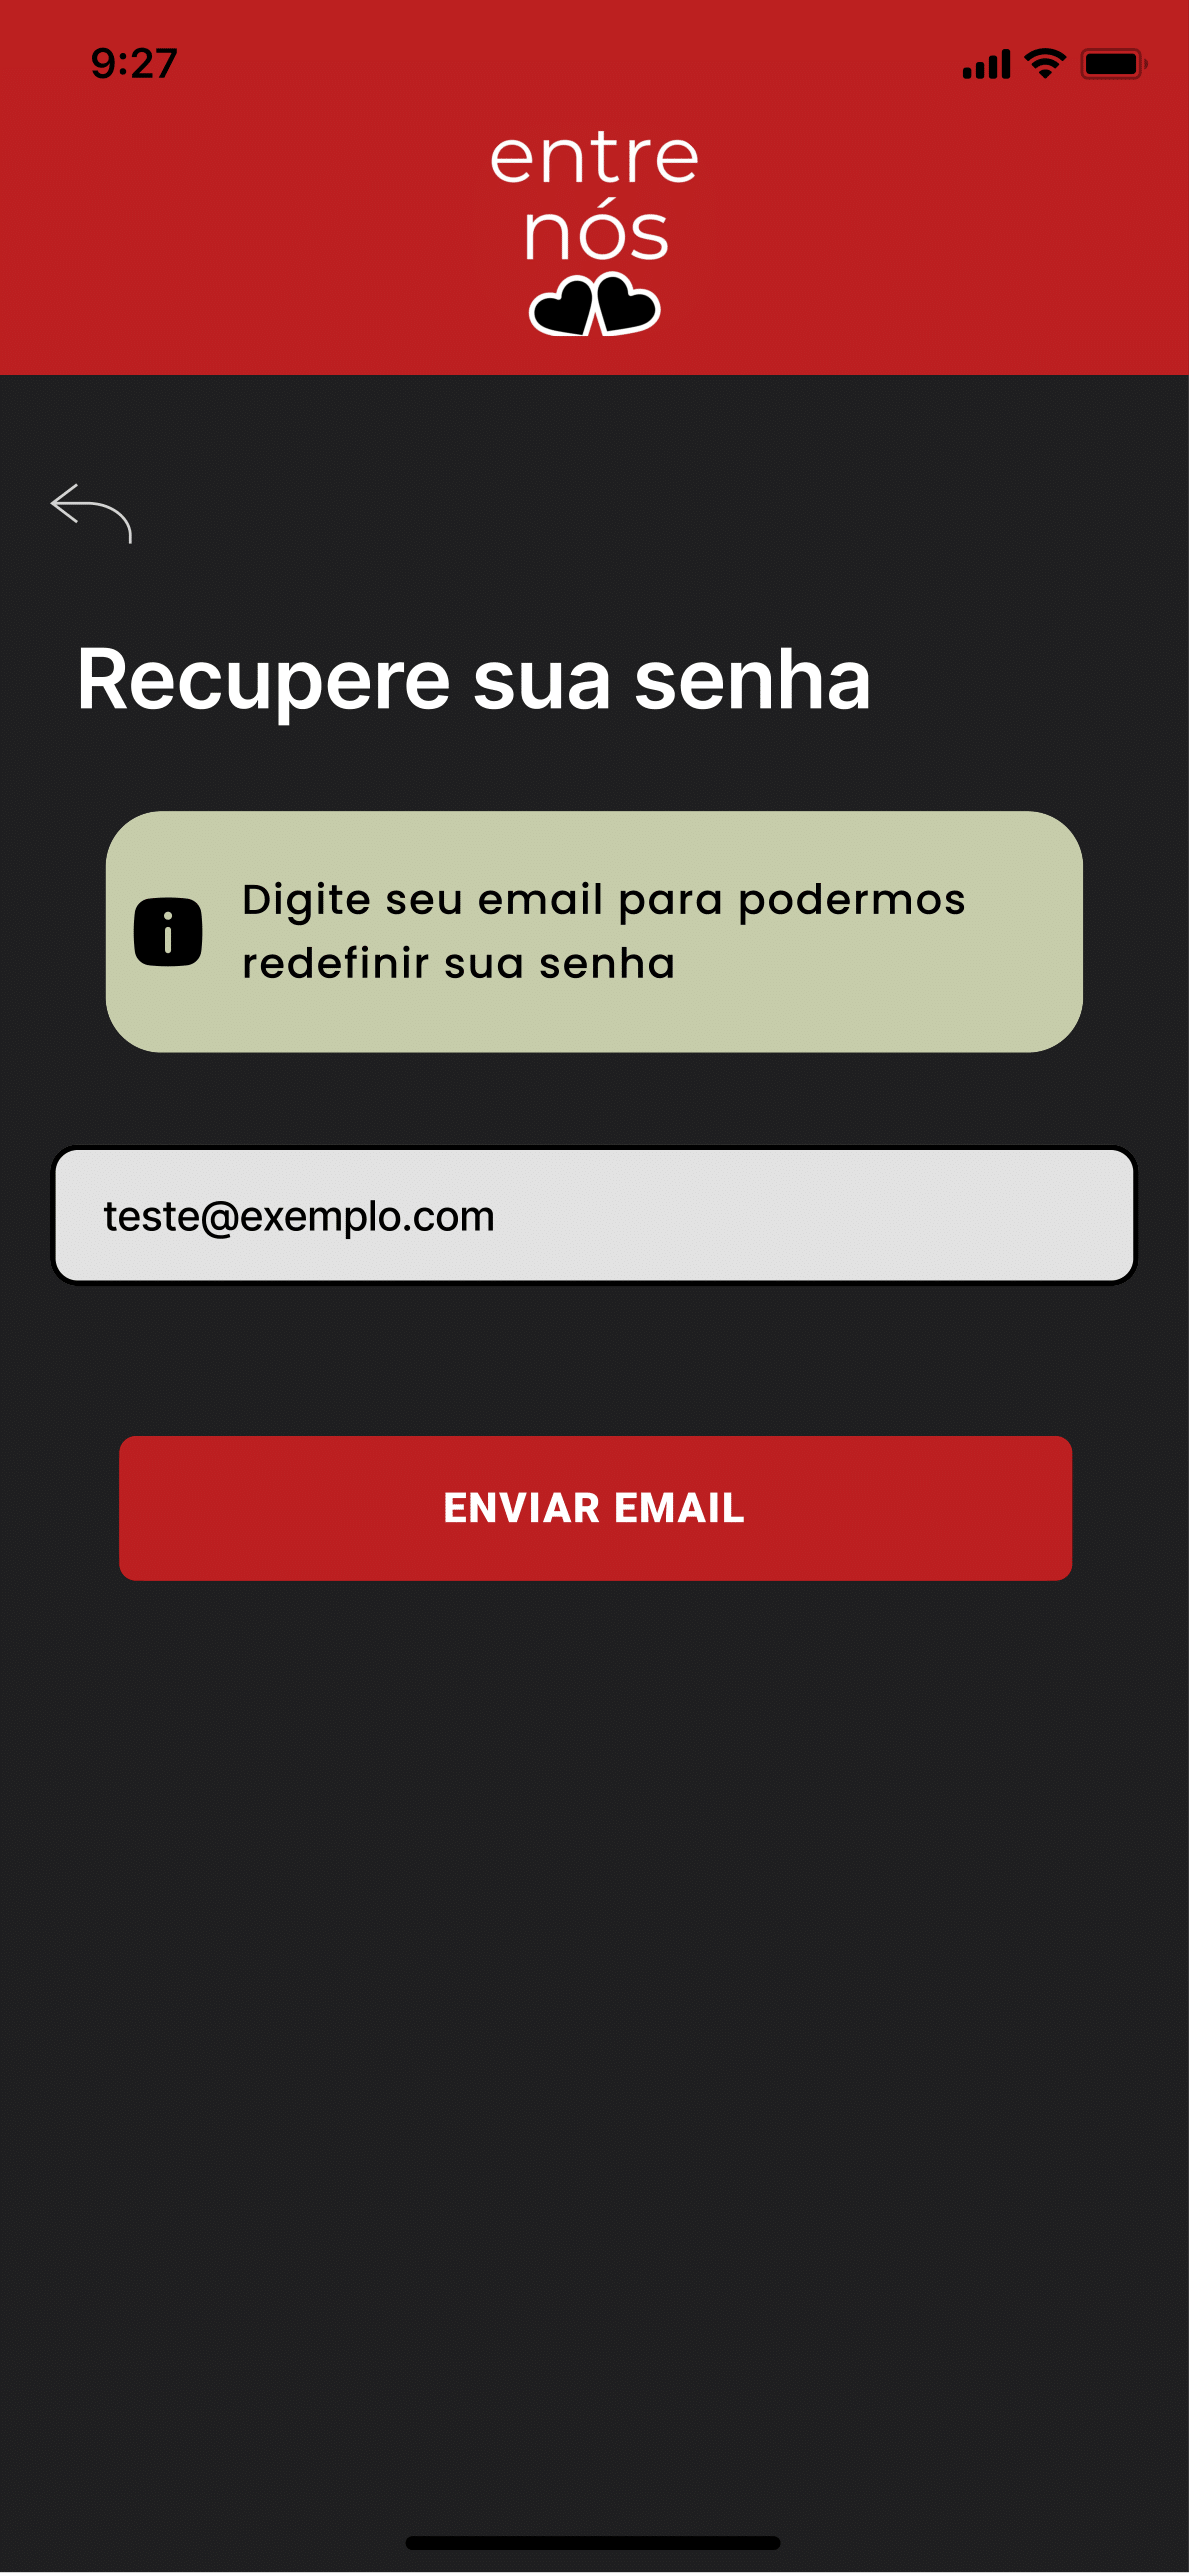 9:27
entre
nós
Recupere sua senha
Digite seu email para podermos
redefinir sua senha
teste@exemplo.com
ENVIAR EMAIL